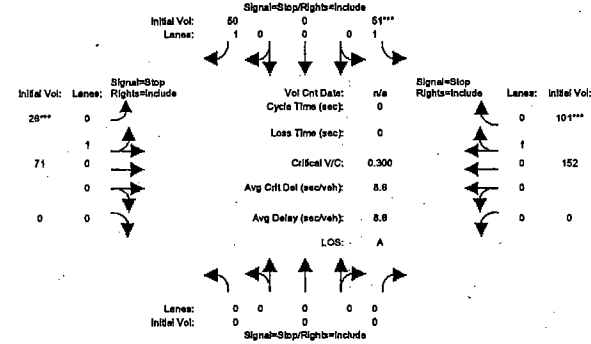 Signal=Stop/Rights=Include
Initial Vol: 50 0 51***
Lanes: 1 0 0 0 1
Signal=Stop
Rights=Include
Initial Vol: Lanes:
Vol Cnt Date: n/a
Cycle Time (sec): 0
Signal=Stop
Rights=Include
Lanes: Initial Vol:
26*** 0
0 101***
Loss Time (sec): 0
1
1
71 0
Critical V/C: 0.300
0 152
0
Avg Crit Del (sec/veh): 8.6
0
0 0
Avg Delay (sec/veh): 8.6
0 0
LOS: A
Lanes: 0 0 0 0 0
Initial Vol: 0 0 0
Signal=Stop/Rights=Include